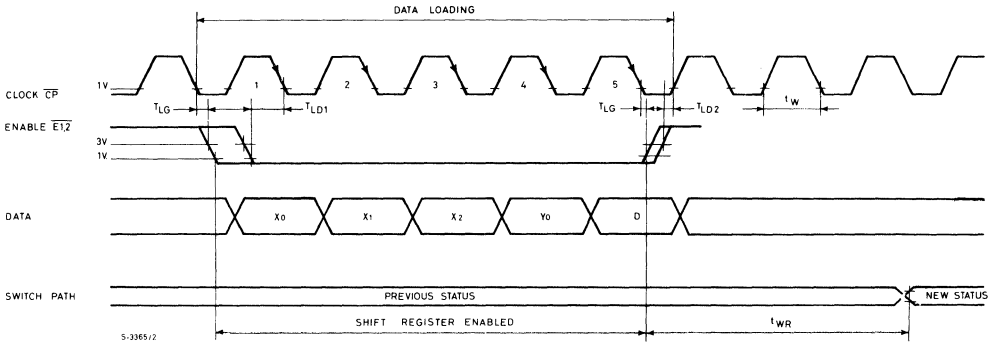 DATA LOADING
1V
CLOCK CP
1
2
3
4
5
TLG
TLD1
TLG
TLD2
tW
ENABLE E1,2
3V
1V
DATA
X0
X1
X2
Y0
D
SWITCH PATH
PREVIOUS STATUS
NEW STATUS
SHIFT REGISTER ENABLED
tWR
S-3365/2